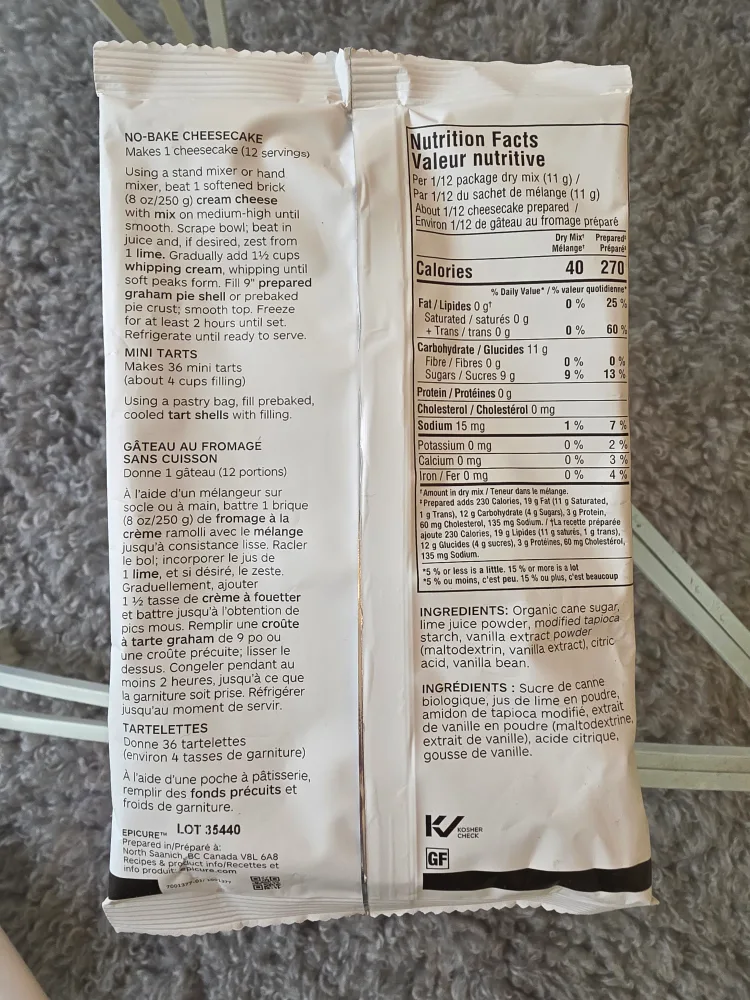 NO-BAKE CHEESECAKE
Makes 1 cheesecake (12 servings)
Using a stand mixer or hand
mixer, beat 1 softened brick
(8 oz/250 g) cream cheese
with mix on medium-high until
smooth. Scrape bowl; beat in
juice and, if desired, zest from
1 lime. Gradually add 1½ cups
whipping cream, whipping until
soft peaks form. Fill 9" prepared
graham pie shell or prebaked
pie crust; smooth top. Freeze
for at least 2 hours until set.
Refrigerate until ready to serve.
MINI TARTS
Makes 36 mini tarts
(about 4 cups filling)
Using a pastry bag, fill prebaked,
cooled tart shells with filling.
GÂTEAU AU FROMAGE
SANS CUISSON
Donne 1 gâteau (12 portions)
À l'aide d'un mélangeur sur
socle ou à main, battre 1 brique
(8 oz/250 g) de fromage à la
crème ramolli avec le mélange
jusqu'à consistance lisse. Racler
le bol; incorporer le jus de
1 lime, et si désiré, le zeste.
Graduellement, ajouter
1 ½ tasse de crème à fouetter
et battre jusqu'à l'obtention de
pics mous. Remplir une croûte
à tarte graham de 9 po ou
une croûte précuite; lisser le
dessus. Congeler pendant au
moins 2 heures, jusqu'à ce que
la garniture soit prise. Réfrigérer
jusqu'au moment de servir.
TARTELETTES
Donne 36 tartelettes
(environ 4 tasses de garniture)
À l'aide d'une poche à pâtisserie,
remplir des fonds précuits et
froids de garniture.
EPICURE™ LOT 35440
Prepared in/Préparé à:
North Saanich, BC Canada V8L 6A8
Recipes & product info/Recettes et
info produit: epicure.com
Nutrition Facts
Valeur nutritive
Per 1/12 package dry mix (11 g) /
Par 1/12 du sachet de mélange (11 g)
About 1/12 cheesecake prepared /
Environ 1/12 de gâteau au fromage préparé
Dry Mix† Prepared‡
Mélange† Préparé‡
Calories 40 270
% Daily Value* / % valeur quotidienne*
Fat / Lipides 0 g† 0 % 25 %
Saturated / saturés 0 g
+ Trans / trans 0 g 0 % 60 %
Carbohydrate / Glucides 11 g
Fibre / Fibres 0 g 0 % 0 %
Sugars / Sucres 9 g 9 % 13 %
Protein / Protéines 0 g
Cholesterol / Cholestérol 0 mg
Sodium 15 mg 1 % 7 %
Potassium 0 mg 0 % 2 %
Calcium 0 mg 0 % 3 %
Iron / Fer 0 mg 0 % 4 %
†Amount in dry mix / Teneur dans le mélange.
‡Prepared adds 230 Calories, 19 g Fat (11 g Saturated,
1 g Trans), 12 g Carbohydrate (4 g Sugars), 3 g Protein,
60 mg Cholesterol, 135 mg Sodium. / †La recette préparée
ajoute 230 Calories, 19 g Lipides (11 g saturés, 1 g trans),
12 g Glucides (4 g sucres), 3 g Protéines, 60 mg Cholestérol,
135 mg Sodium.
*5 % or less is a little. 15 % or more is a lot
*5 % ou moins, c'est peu. 15 % ou plus, c'est beaucoup
INGREDIENTS: Organic cane sugar,
lime juice powder, modified tapioca
starch, vanilla extract powder
(maltodextrin, vanilla extract), citric
acid, vanilla bean.
INGRÉDIENTS : Sucre de canne
biologique, jus de lime en poudre,
amidon de tapioca modifié, extrait
de vanille en poudre (maltodextrine,
extrait de vanille), acide citrique,
gousse de vanille.
KOSHER
CHECK
GF